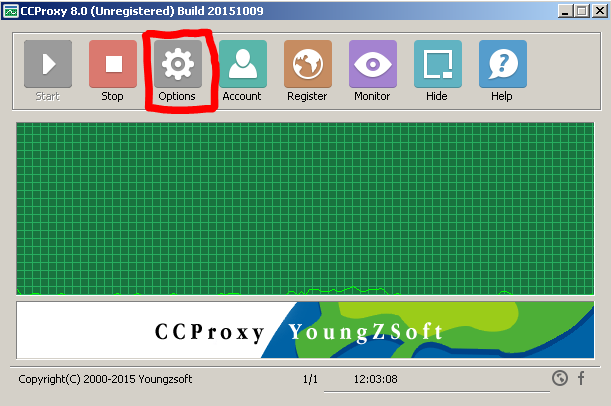 CCProxy 8.0 (Unregistered) Build 20151009
Start Stop Options Account Register Monitor Hide Help
CCProxy YoungZSoft
Copyright(C) 2000-2015 Youngzsoft 1/1 12:03:08